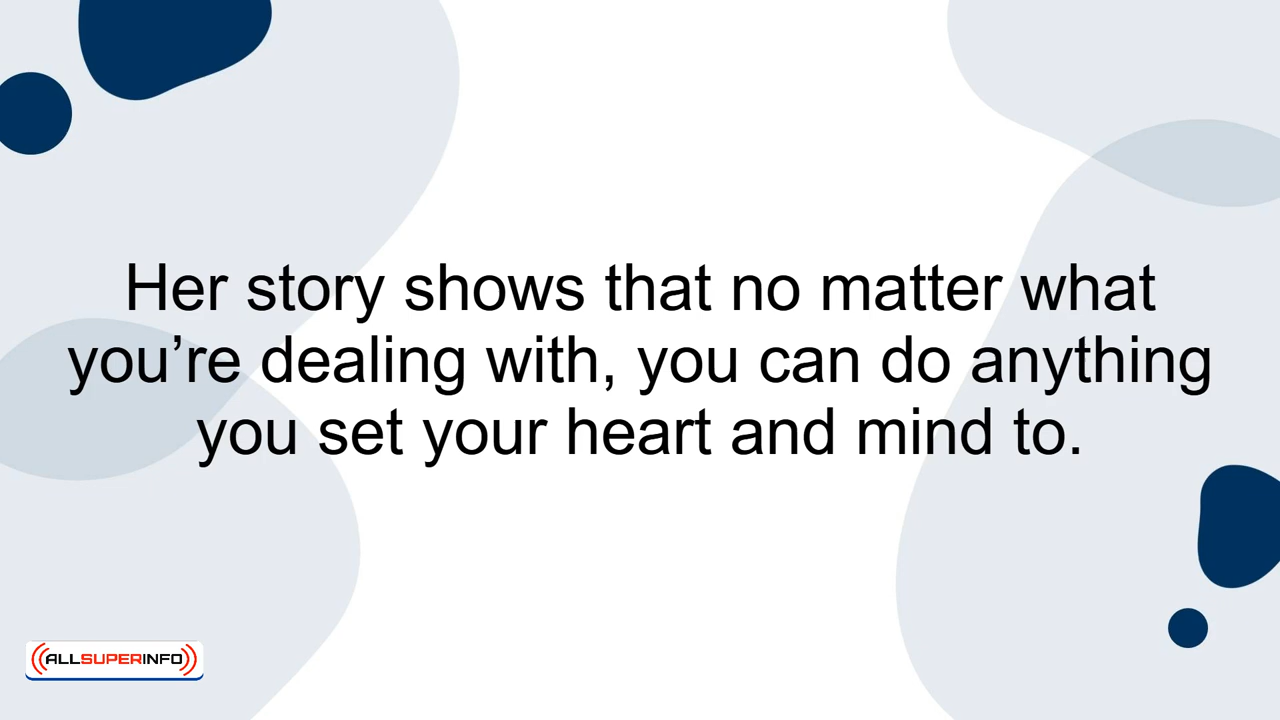 Her story shows that no matter what
you’re dealing with, you can do anything
you set your heart and mind to.
ALLSUPERINFO